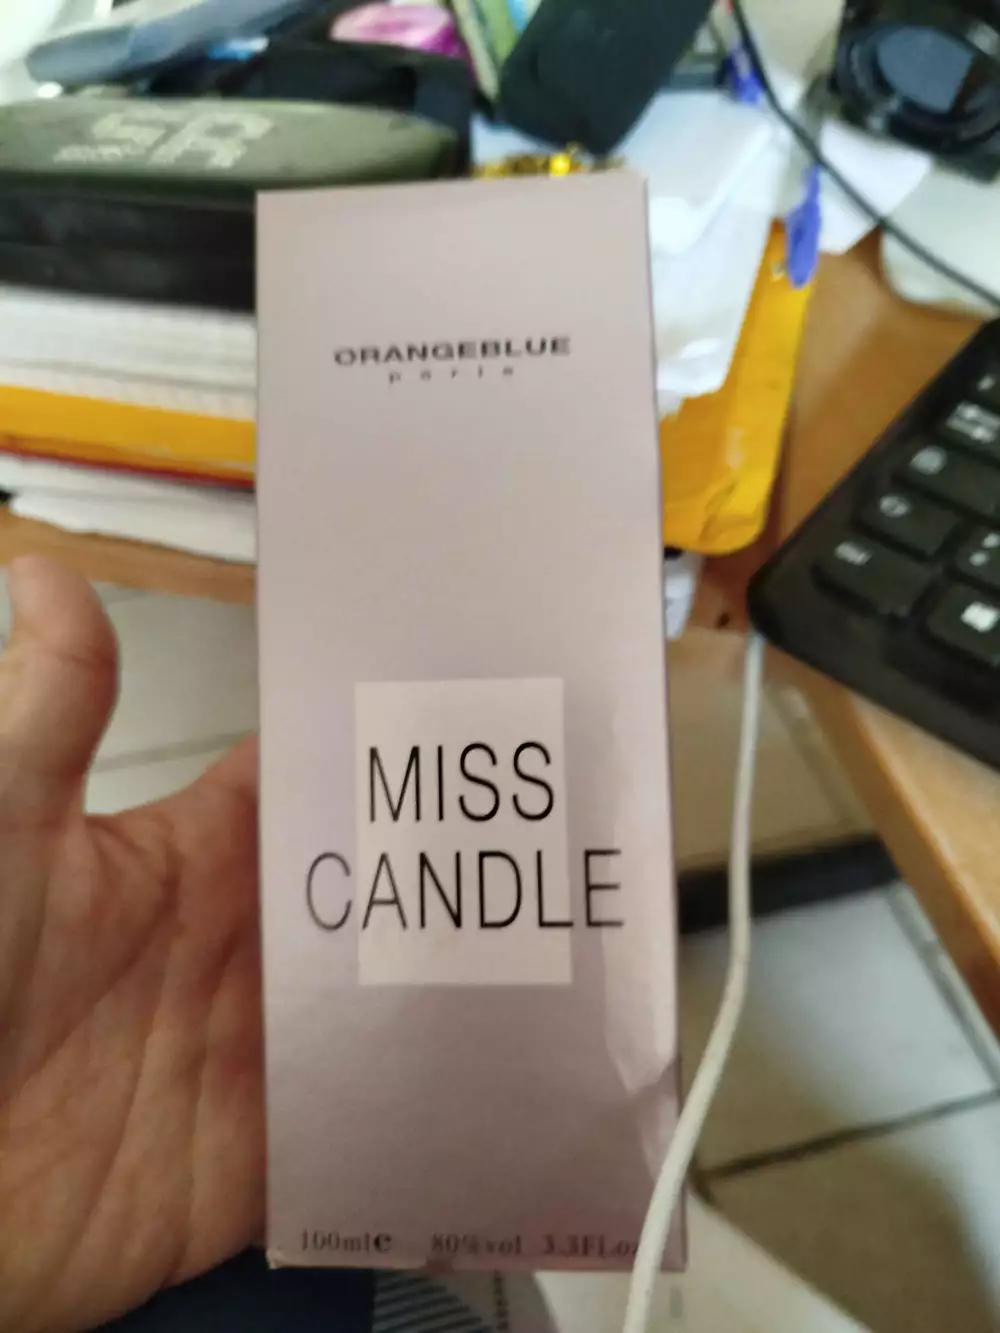 ORANGEBLUE
paris
MISS
CANDLE
100ml e 80%vol 3.3Fl.oz